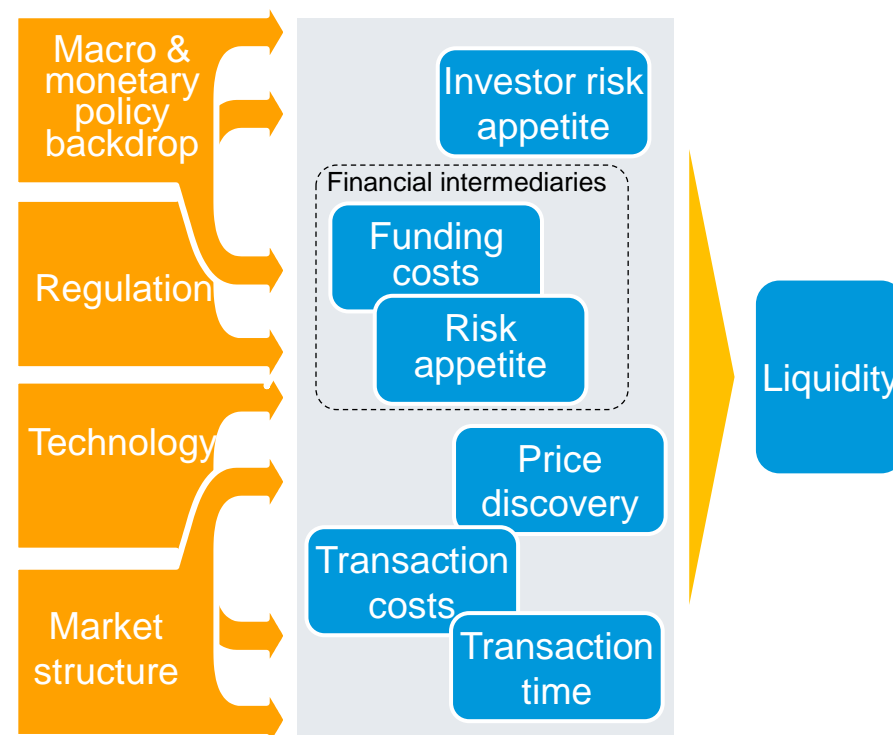 Macro &
monetary
policy
backdrop
Regulation
Technology
Market
structure
Investor risk
appetite
Financial intermediaries
Funding
costs
Risk
appetite
Price
discovery
Transaction
costs
Transaction
time
Liquidity